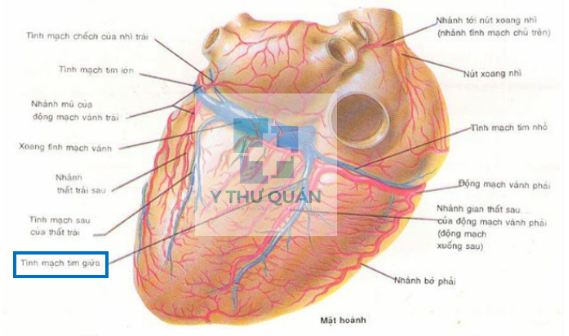 Tĩnh mạch chếch của nhĩ trái
Tĩnh mạch tim lớn
Nhánh mũ của
động mạch vành trái
Xoang tĩnh mạch vành
Nhánh
thất trái sau
Tĩnh mạch sau
của thất trái
Tĩnh mạch tim giữa
Nhánh tới nút xoang nhĩ
(nhánh tĩnh mạch chủ trên)
Nút xoang nhĩ
Tĩnh mạch tim nhỏ
Động mạch vành phải
Nhánh gian thất sau
của động mạch vành phải
(động mạch
xuống sau)
Nhánh bờ phải
Mặt hoành
Y THƯ QUÁN